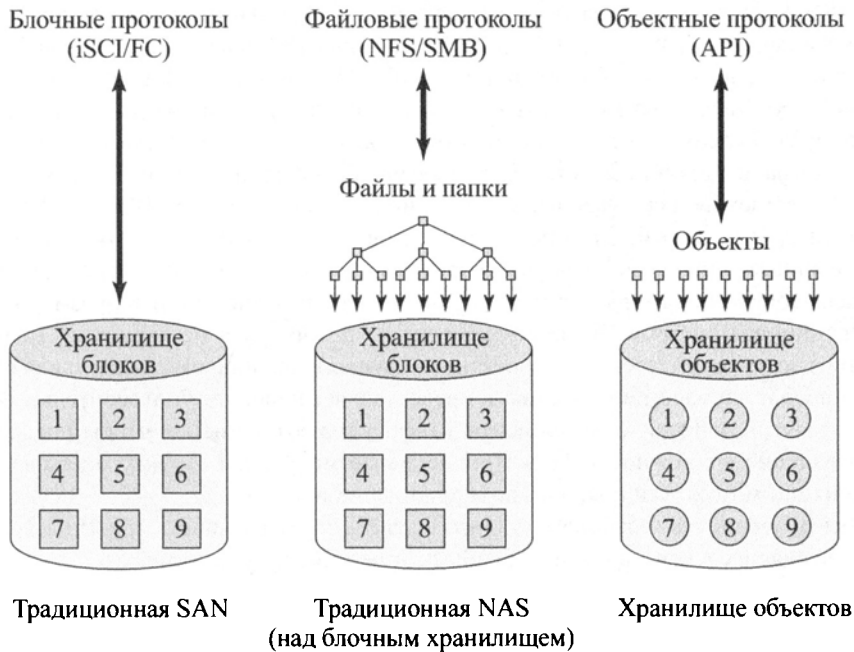 Блочные протоколы
(iSCI/FC)
Файловые протоколы
(NFS/SMB)
Объектные протоколы
(API)
Файлы и папки
Объекты
Хранилище
блоков
1 2 3
4 5 6
7 8 9
Хранилище
блоков
1 2 3
4 5 6
7 8 9
Хранилище
объектов
1 2 3
4 5 6
7 8 9
Традиционная SAN
Традиционная NAS
(над блочным хранилищем)
Хранилище объектов